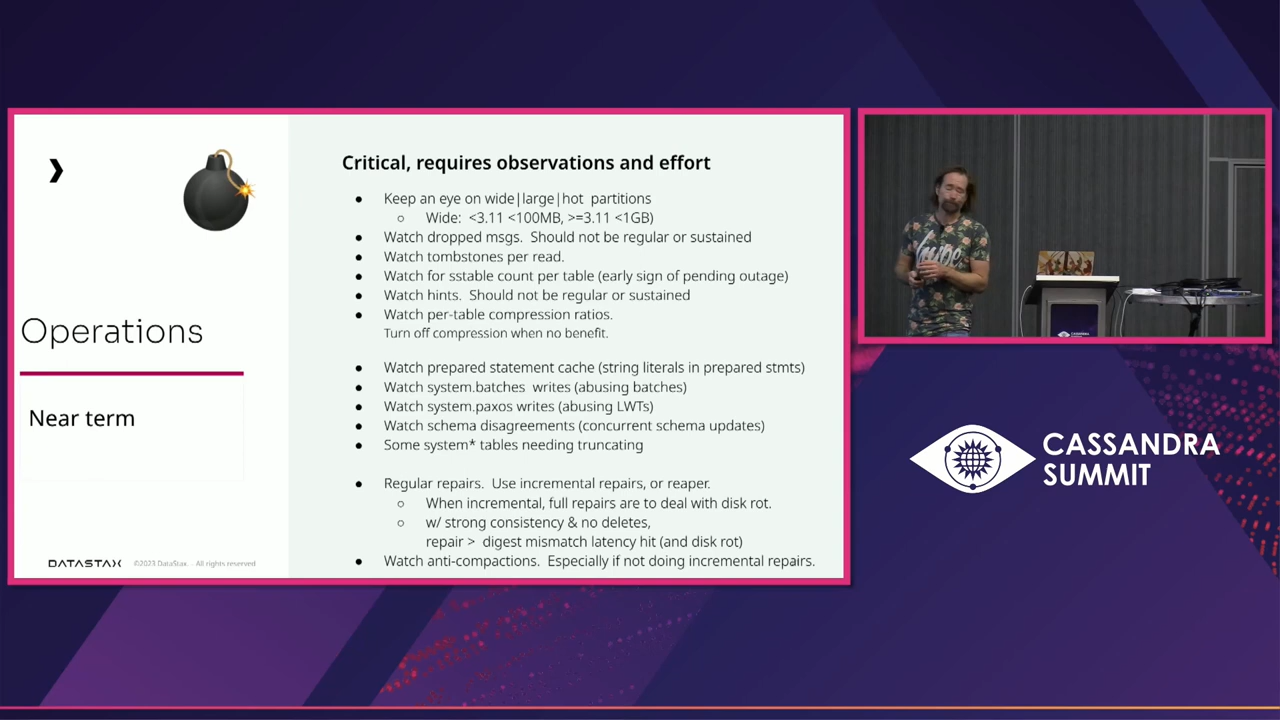 ❯
Operations
Near term
DATASTAX ©2023 DataStax. - All rights reserved
Critical, requires observations and effort
● Keep an eye on wide|large|hot partitions
○ Wide: <3.11 <100MB, >=3.11 <1GB)
● Watch dropped msgs. Should not be regular or sustained
● Watch tombstones per read.
● Watch for sstable count per table (early sign of pending outage)
● Watch hints. Should not be regular or sustained
● Watch per-table compression ratios.
Turn off compression when no benefit.
● Watch prepared statement cache (string literals in prepared stmts)
● Watch system.batches writes (abusing batches)
● Watch system.paxos writes (abusing LWTs)
● Watch schema disagreements (concurrent schema updates)
● Some system* tables needing truncating
● Regular repairs. Use incremental repairs, or reaper.
○ When incremental, full repairs are to deal with disk rot.
○ w/ strong consistency & no deletes,
repair > digest mismatch latency hit (and disk rot)
● Watch anti-compactions. Especially if not doing incremental repairs.
CASSANDRA
SUMMIT